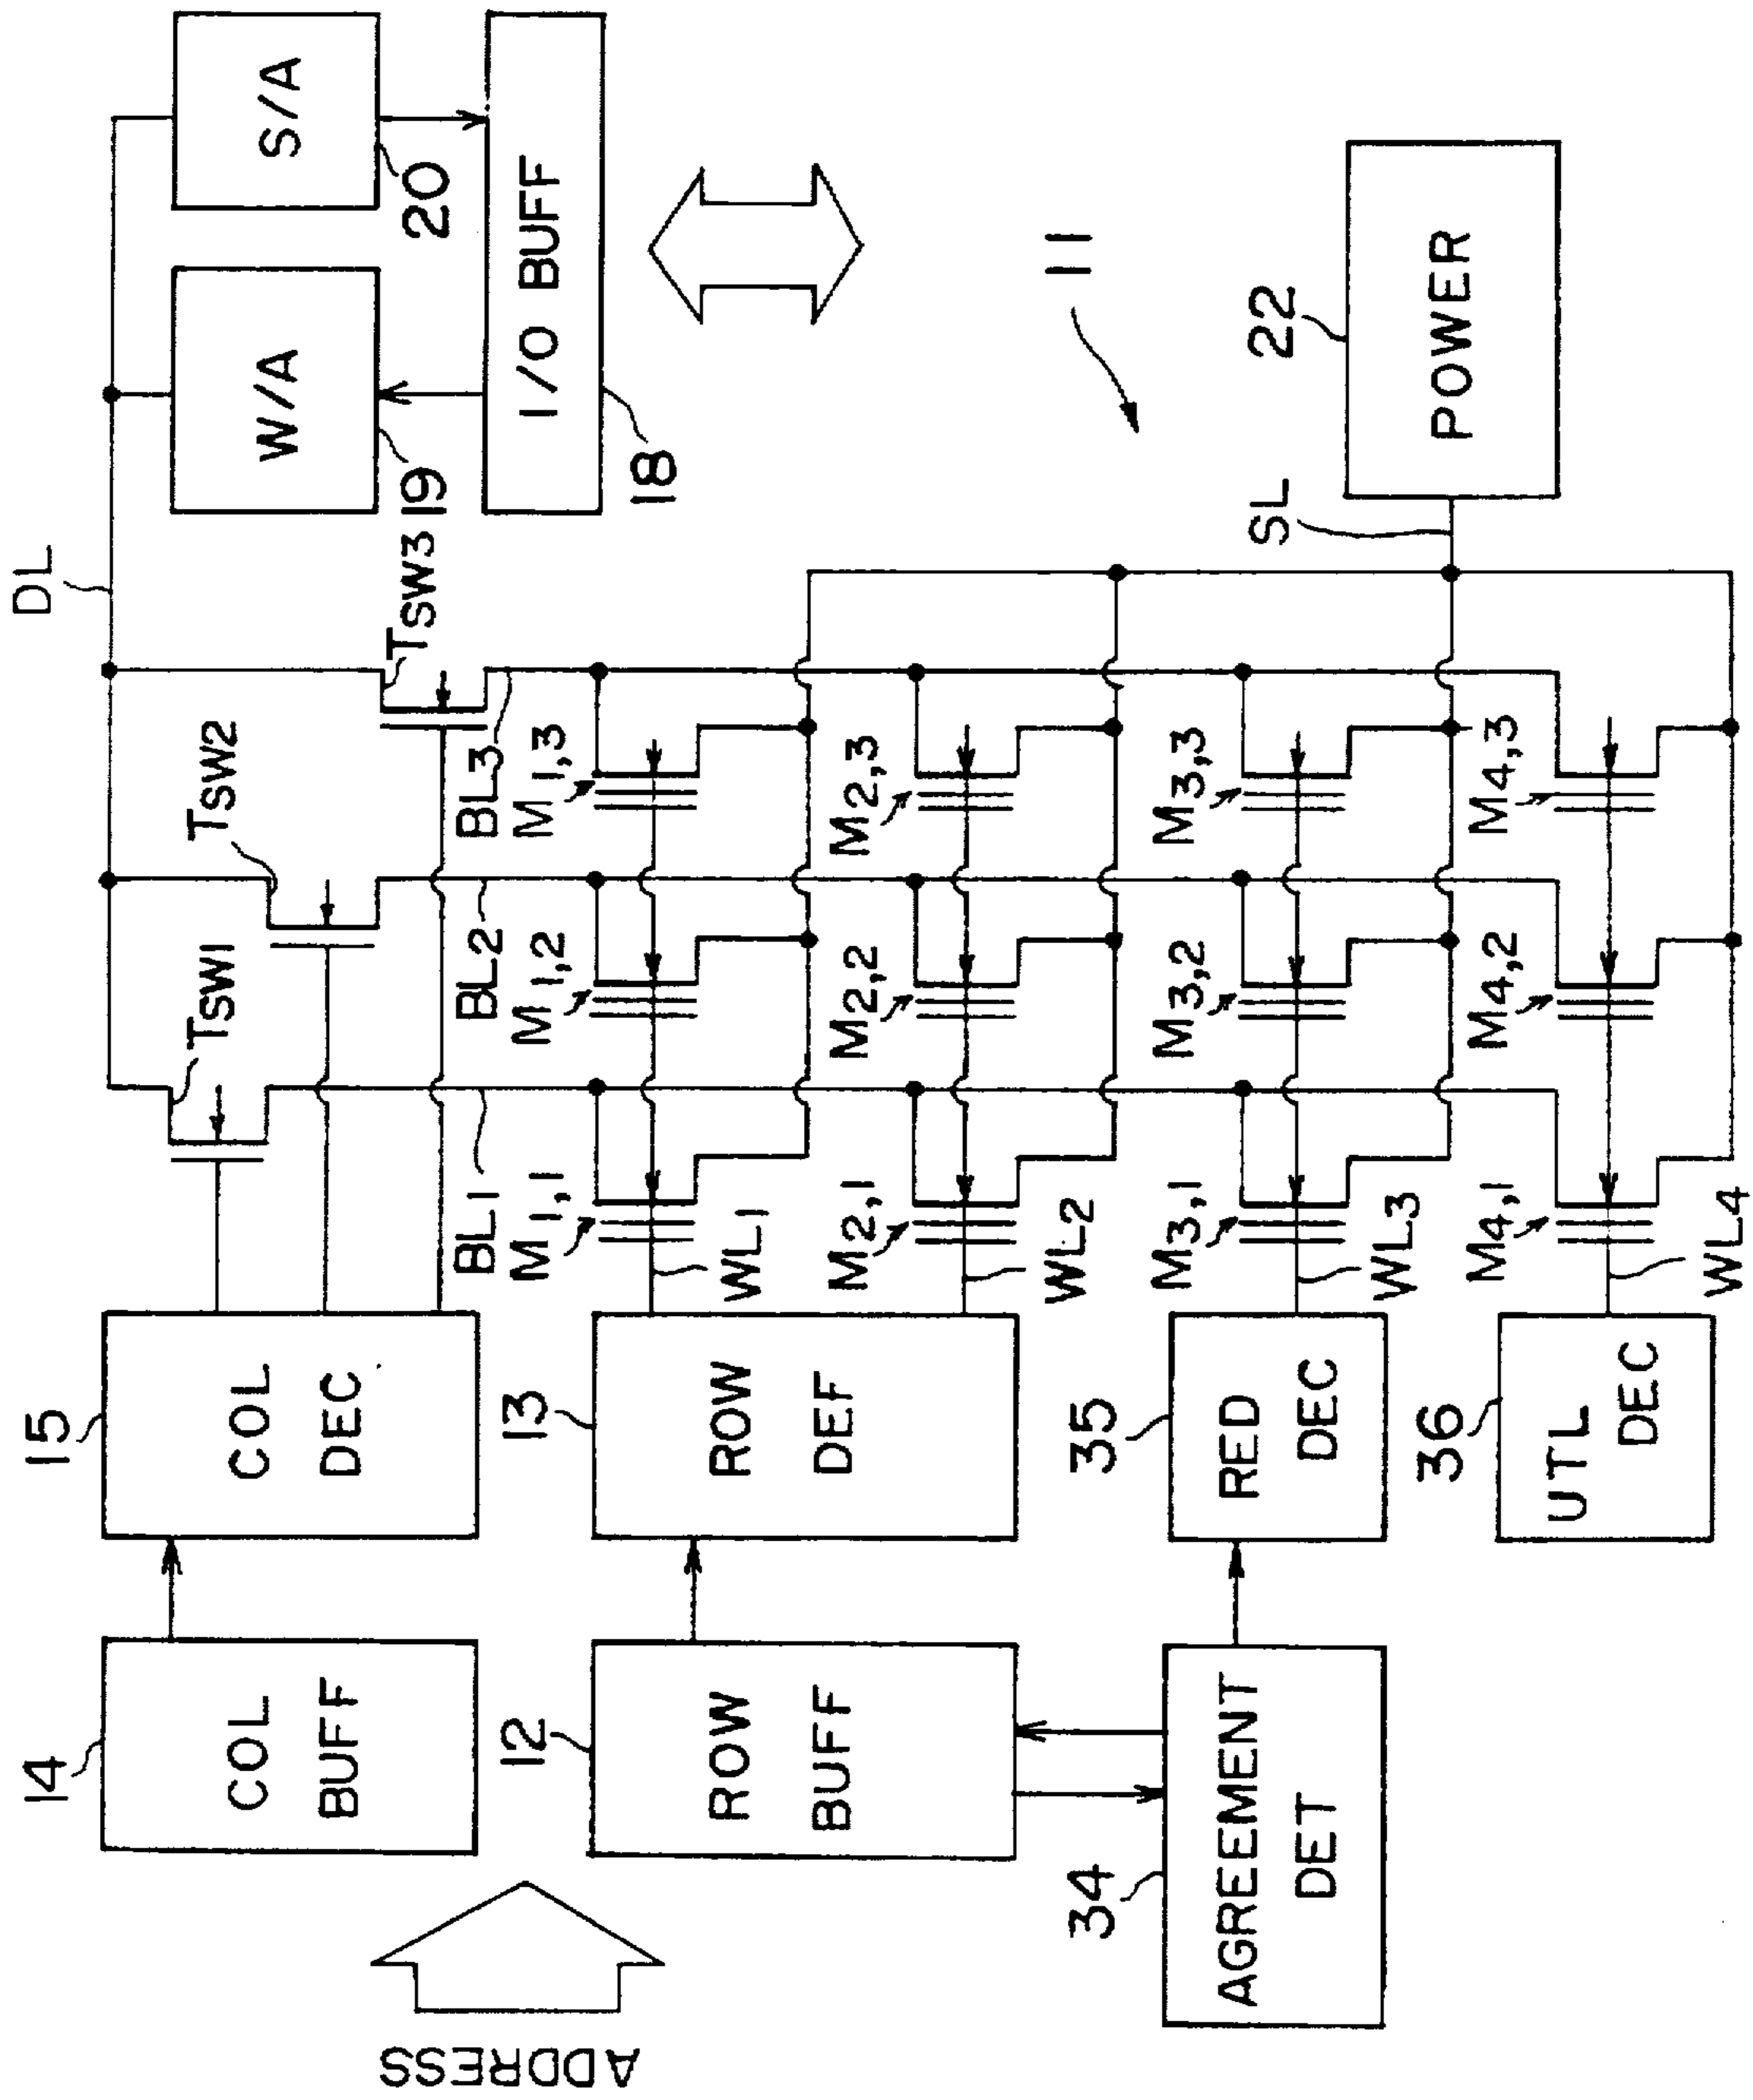 ADDRESS
14
COL
BUFF
15
COL
DEC
12
ROW
BUFF
13
ROW
DEF
34
AGREEMENT
DET
35
RED
DEC
36
UTL
DEC
DL
TSW1
TSW2
TSW3
BL1
BL2
BL3
M1,1
M1,2
M1,3
WL1
M2,1
M2,2
M2,3
WL2
M3,1
M3,2
M3,3
WL3
M4,1
M4,2
M4,3
WL4
W/A
19
S/A
20
I/O BUFF
18
11
SL
22
POWER